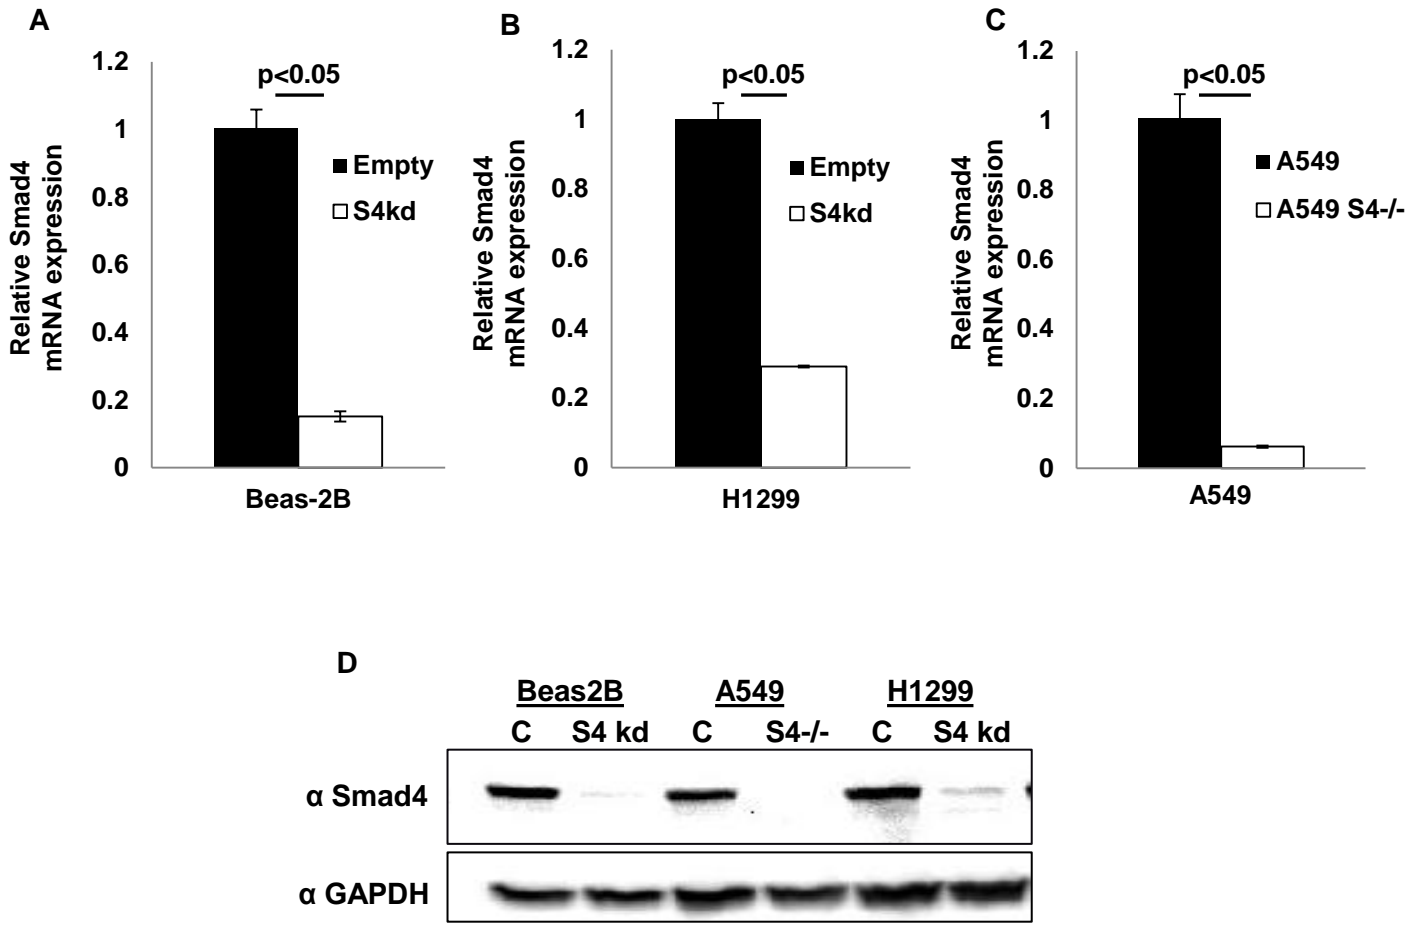 A
Relative Smad4
mRNA expression
1.2
1
0.8
0.6
0.4
0.2
0
p<0.05
Empty
S4kd
Beas-2B
B
Relative Smad4
mRNA expression
1.2
1
0.8
0.6
0.4
0.2
0
p<0.05
Empty
S4kd
H1299
C
Relative Smad4
mRNA expression
1.2
1
0.8
0.6
0.4
0.2
0
p<0.05
A549
A549 S4-/-
A549
D
Beas2B A549 H1299
C S4 kd C S4-/- C S4 kd
α Smad4
α GAPDH